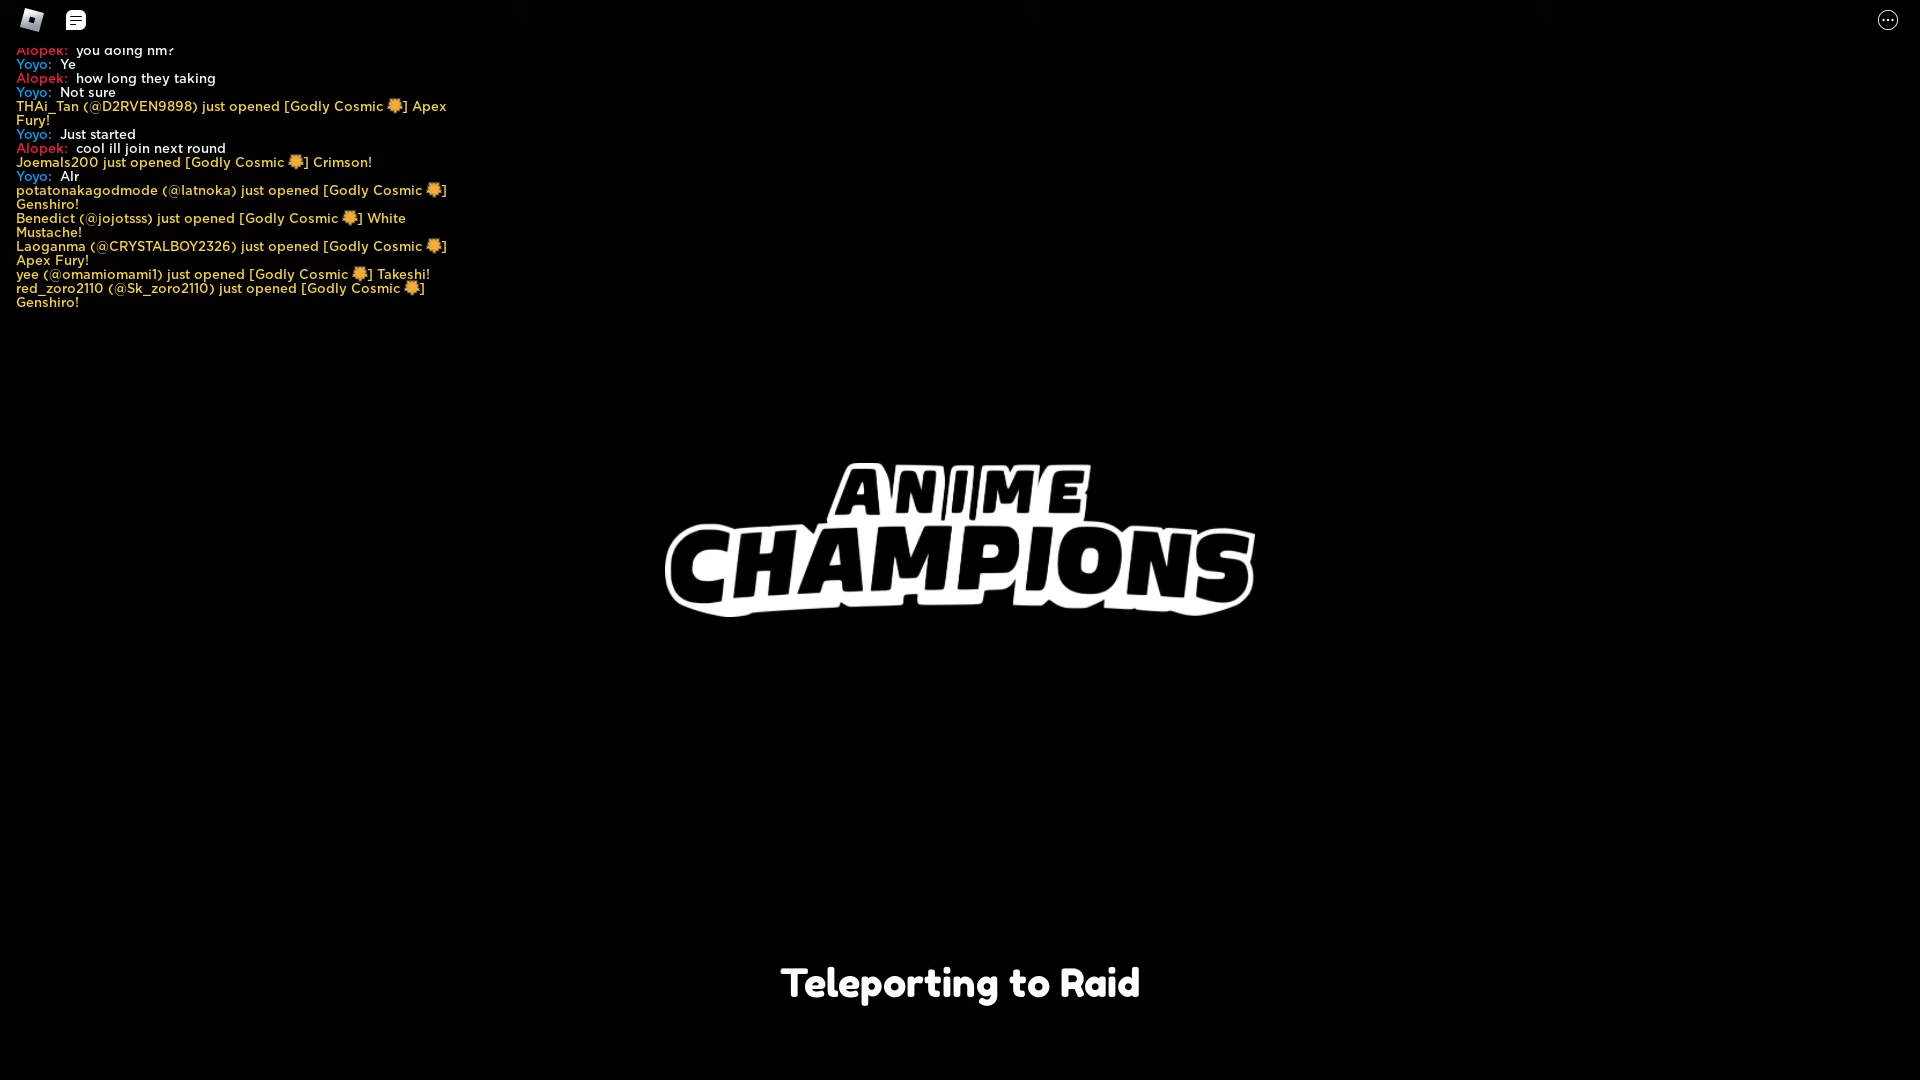 Alopek: you doing hm?
Yoyo: Ye
Alopek: how long they taking
Yoyo: Not sure
THAi_Tan (@D2RVEN9898) just opened [Godly Cosmic ] Apex
Fury!
Yoyo: Just started
Alopek: cool ill join next round
Joemals200 just opened [Godly Cosmic ] Crimson!
Yoyo: Alr
potatonakagodmode (@latnoka) just opened [Godly Cosmic ]
Genshiro!
Benedict (@jojotsss) just opened [Godly Cosmic ] White
Mustache!
Laoganma (@CRYSTALBOY2326) just opened [Godly Cosmic ]
Apex Fury!
yee (@omamiomami1) just opened [Godly Cosmic ] Takeshi!
red_zoro2110 (@Sk_zoro2110) just opened [Godly Cosmic ]
Genshiro!
ANIME
CHAMPIONS
Teleporting to Raid